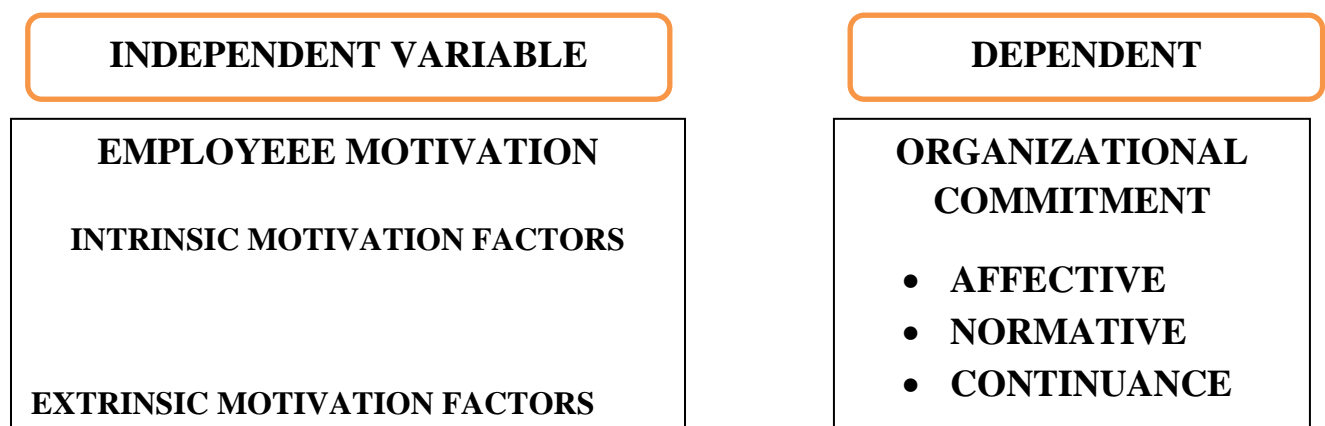 INDEPENDENT VARIABLE
EMPLOYEEE MOTIVATION
INTRINSIC MOTIVATION FACTORS
EXTRINSIC MOTIVATION FACTORS
DEPENDENT
ORGANIZATIONAL
COMMITMENT
• AFFECTIVE
• NORMATIVE
• CONTINUANCE